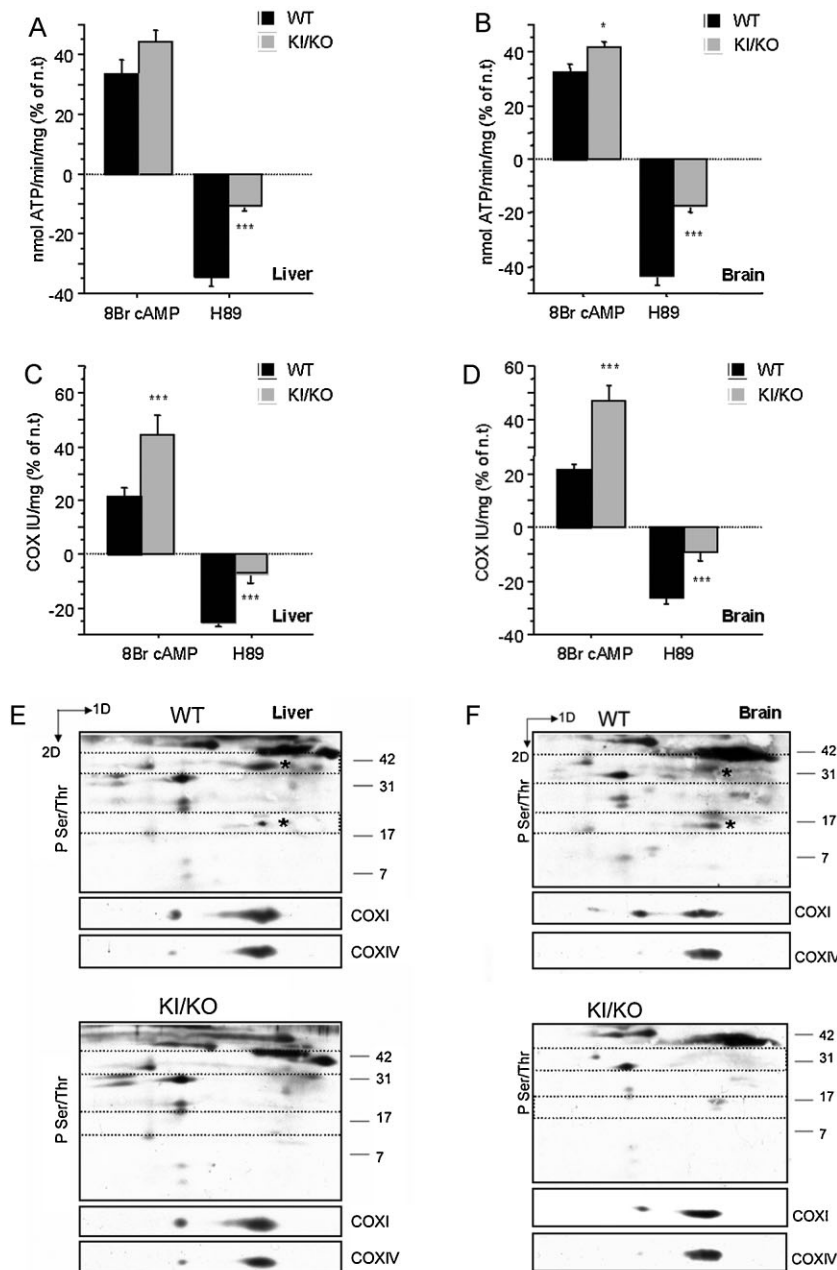 A
WT
KI/KO
nmol ATP/min/mg (% of n.t)
40
20
0
-20
-40
8Br cAMP H89
Liver
B
*
WT
KI/KO
nmol ATP/min/mg (% of n.t)
40
20
0
-20
-40
***
8Br cAMP H89
Brain
***
C
***
WT
KI/KO
COX IU/mg (% of n.t)
60
40
20
0
-20
***
8Br cAMP H89
Liver
D
***
WT
KI/KO
COX IU/mg (% of n.t)
60
40
20
0
-20
-40
***
8Br cAMP H89
Brain
E
1D
2D
WT
Liver
P Ser/Thr
*
*
42
31
17
7
COXI
COXIV
KI/KO
P Ser/Thr
42
31
17
7
COXI
COXIV
F
1D
2D
WT
Brain
P Ser/Thr
*
*
42
31
17
7
COXI
COXIV
KI/KO
P Ser/Thr
42
31
17
7
COXI
COXIV